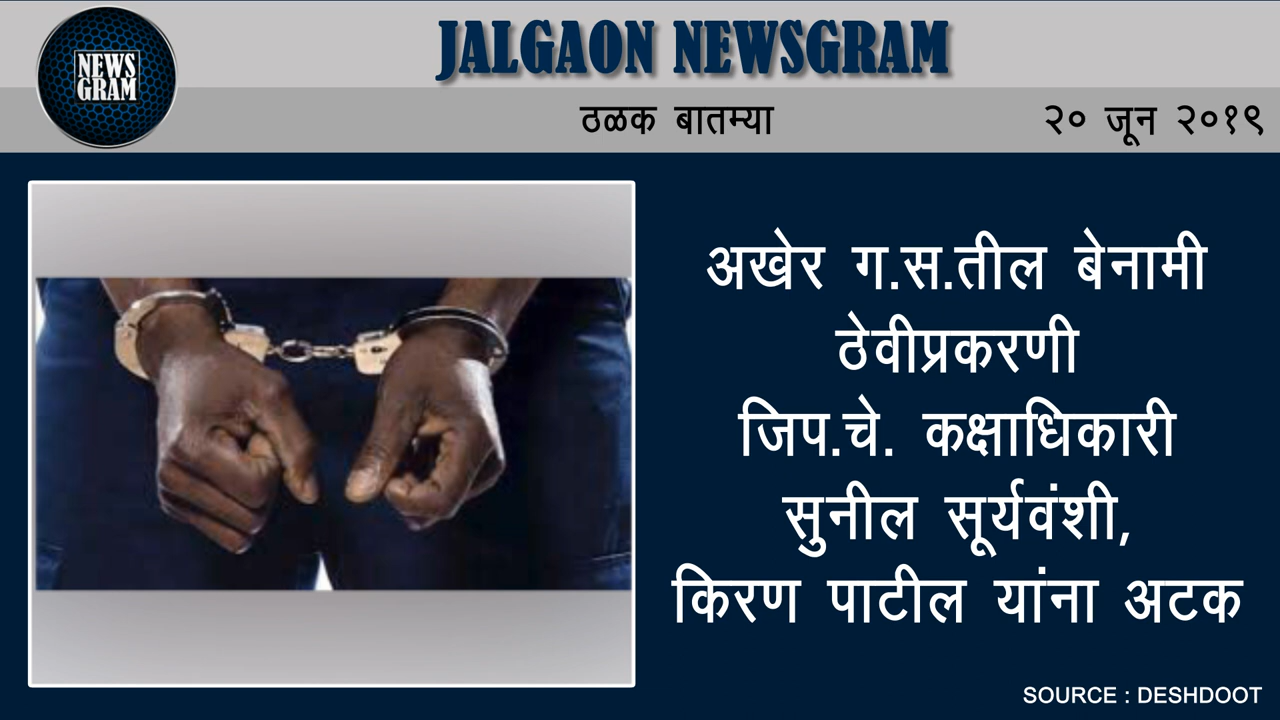 NEWS
GRAM
JALGAON NEWSGRAM
ठळक बातम्या
२० जून २०१९
अखेर ग.स.तील बेनामी
ठेवीप्रकरणी
जिप.चे. कक्षाधिकारी
सुनील सूर्यवंशी,
किरण पाटील यांना अटक
SOURCE : DESHDOOT